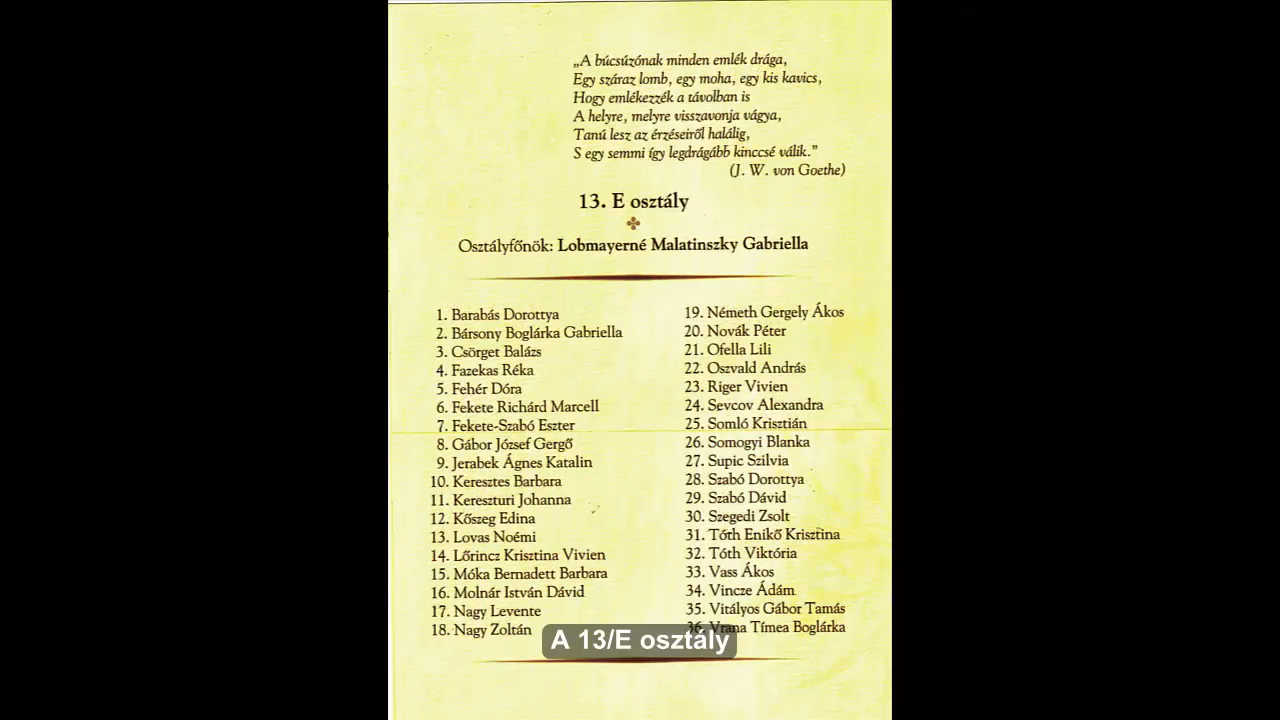 „A búcsúzónak minden emlék drága,
Egy száraz lomb, egy moha, egy kis kavics,
Hogy emlékezzék a távolban is
A helyre, melyre visszavonja vágya,
Tanú lesz az érzéseiről halálig,
S egy semmi így legdrágább kinccsé válik.”
(J. W. von Goethe)
13. E osztály
Osztályfőnök: Lobmayerné Malatinszky Gabriella
1. Barabás Dorottya
2. Bársony Boglárka Gabriella
3. Csörget Balázs
4. Fazekas Réka
5. Fehér Dóra
6. Fekete Richárd Marcell
7. Fekete-Szabó Eszter
8. Gábor József Gergő
9. Jerabek Ágnes Katalin
10. Keresztes Barbara
11. Kereszturi Johanna
12. Kőszeg Edina
13. Lovas Noémi
14. Lőrincz Krisztina Vivien
15. Móka Bernadett Barbara
16. Molnár István Dávid
17. Nagy Levente
18. Nagy Zoltán
19. Németh Gergely Ákos
20. Novák Péter
21. Ofella Lili
22. Oszvald András
23. Riger Vivien
24. Sevcov Alexandra
25. Somló Krisztián
26. Somogyi Blanka
27. Supic Szilvia
28. Szabó Dorottya
29. Szabó Dávid
30. Szegedi Zsolt
31. Tóth Enikő Krisztina
32. Tóth Viktória
33. Vass Ákos
34. Vincze Ádám
35. Vitályos Gábor Tamás
36. Vrana Tímea Boglárka
A 13/E osztály